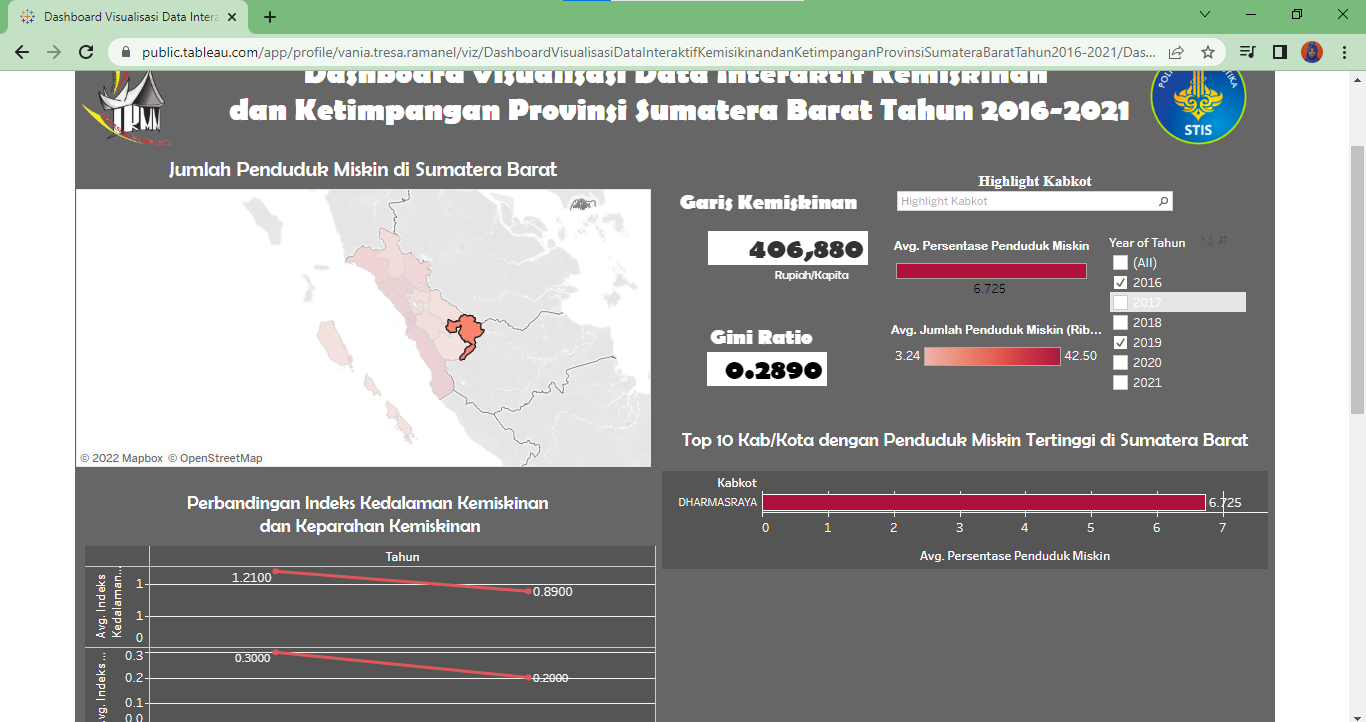 Dashboard Visualisasi Data Intera
public.tableau.com/app/profile/vania.tresa.ramanel/viz/DashboardVisualisasiDataInteraktifKemisikinandanKetimpanganProvinsiSumateraBaratTahun2016-2021/Das...
Dashboard Visualisasi Data Interaktif Kemiskinan
dan Ketimpangan Provinsi Sumatera Barat Tahun 2016-2021
STIS
Jumlah Penduduk Miskin di Sumatera Barat
© 2022 Mapbox © OpenStreetMap
Garis Kemiskinan
406,880
Rupiah/Kapita
Gini Ratio
0.2890
Highlight Kabkot
Highlight Kabkot
Avg. Persentase Penduduk Miskin
6.725
Avg. Jumlah Penduduk Miskin (Rib...
3.24 42.50
Year of Tahun
(All)
2016
2017
2018
2019
2020
2021
Top 10 Kab/Kota dengan Penduduk Miskin Tertinggi di Sumatera Barat
Kabkot
DHARMASRAYA 6.725
0 1 2 3 4 5 6 7
Avg. Persentase Penduduk Miskin
Perbandingan Indeks Kedalaman Kemiskinan
dan Keparahan Kemiskinan
Tahun
Avg. Indeks
Kedalaman...
1
1
0
1.2100
0.8900
vg. Indeks ...
0.3
0.2
0.1
0.0
0.3000
0.2000